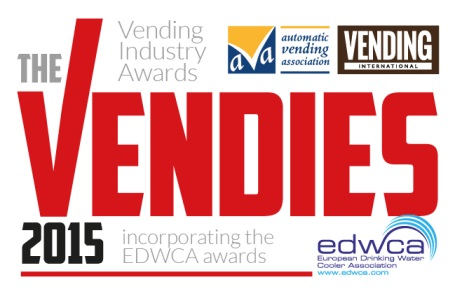 Vending
Industry
Awards
THE
VENDIES
2015
incorporating the
EDWCA awards
ava
automatic
vending
association
VENDING
INTERNATIONAL
edwca
European Drinking Water
Cooler Association
www.edwca.com